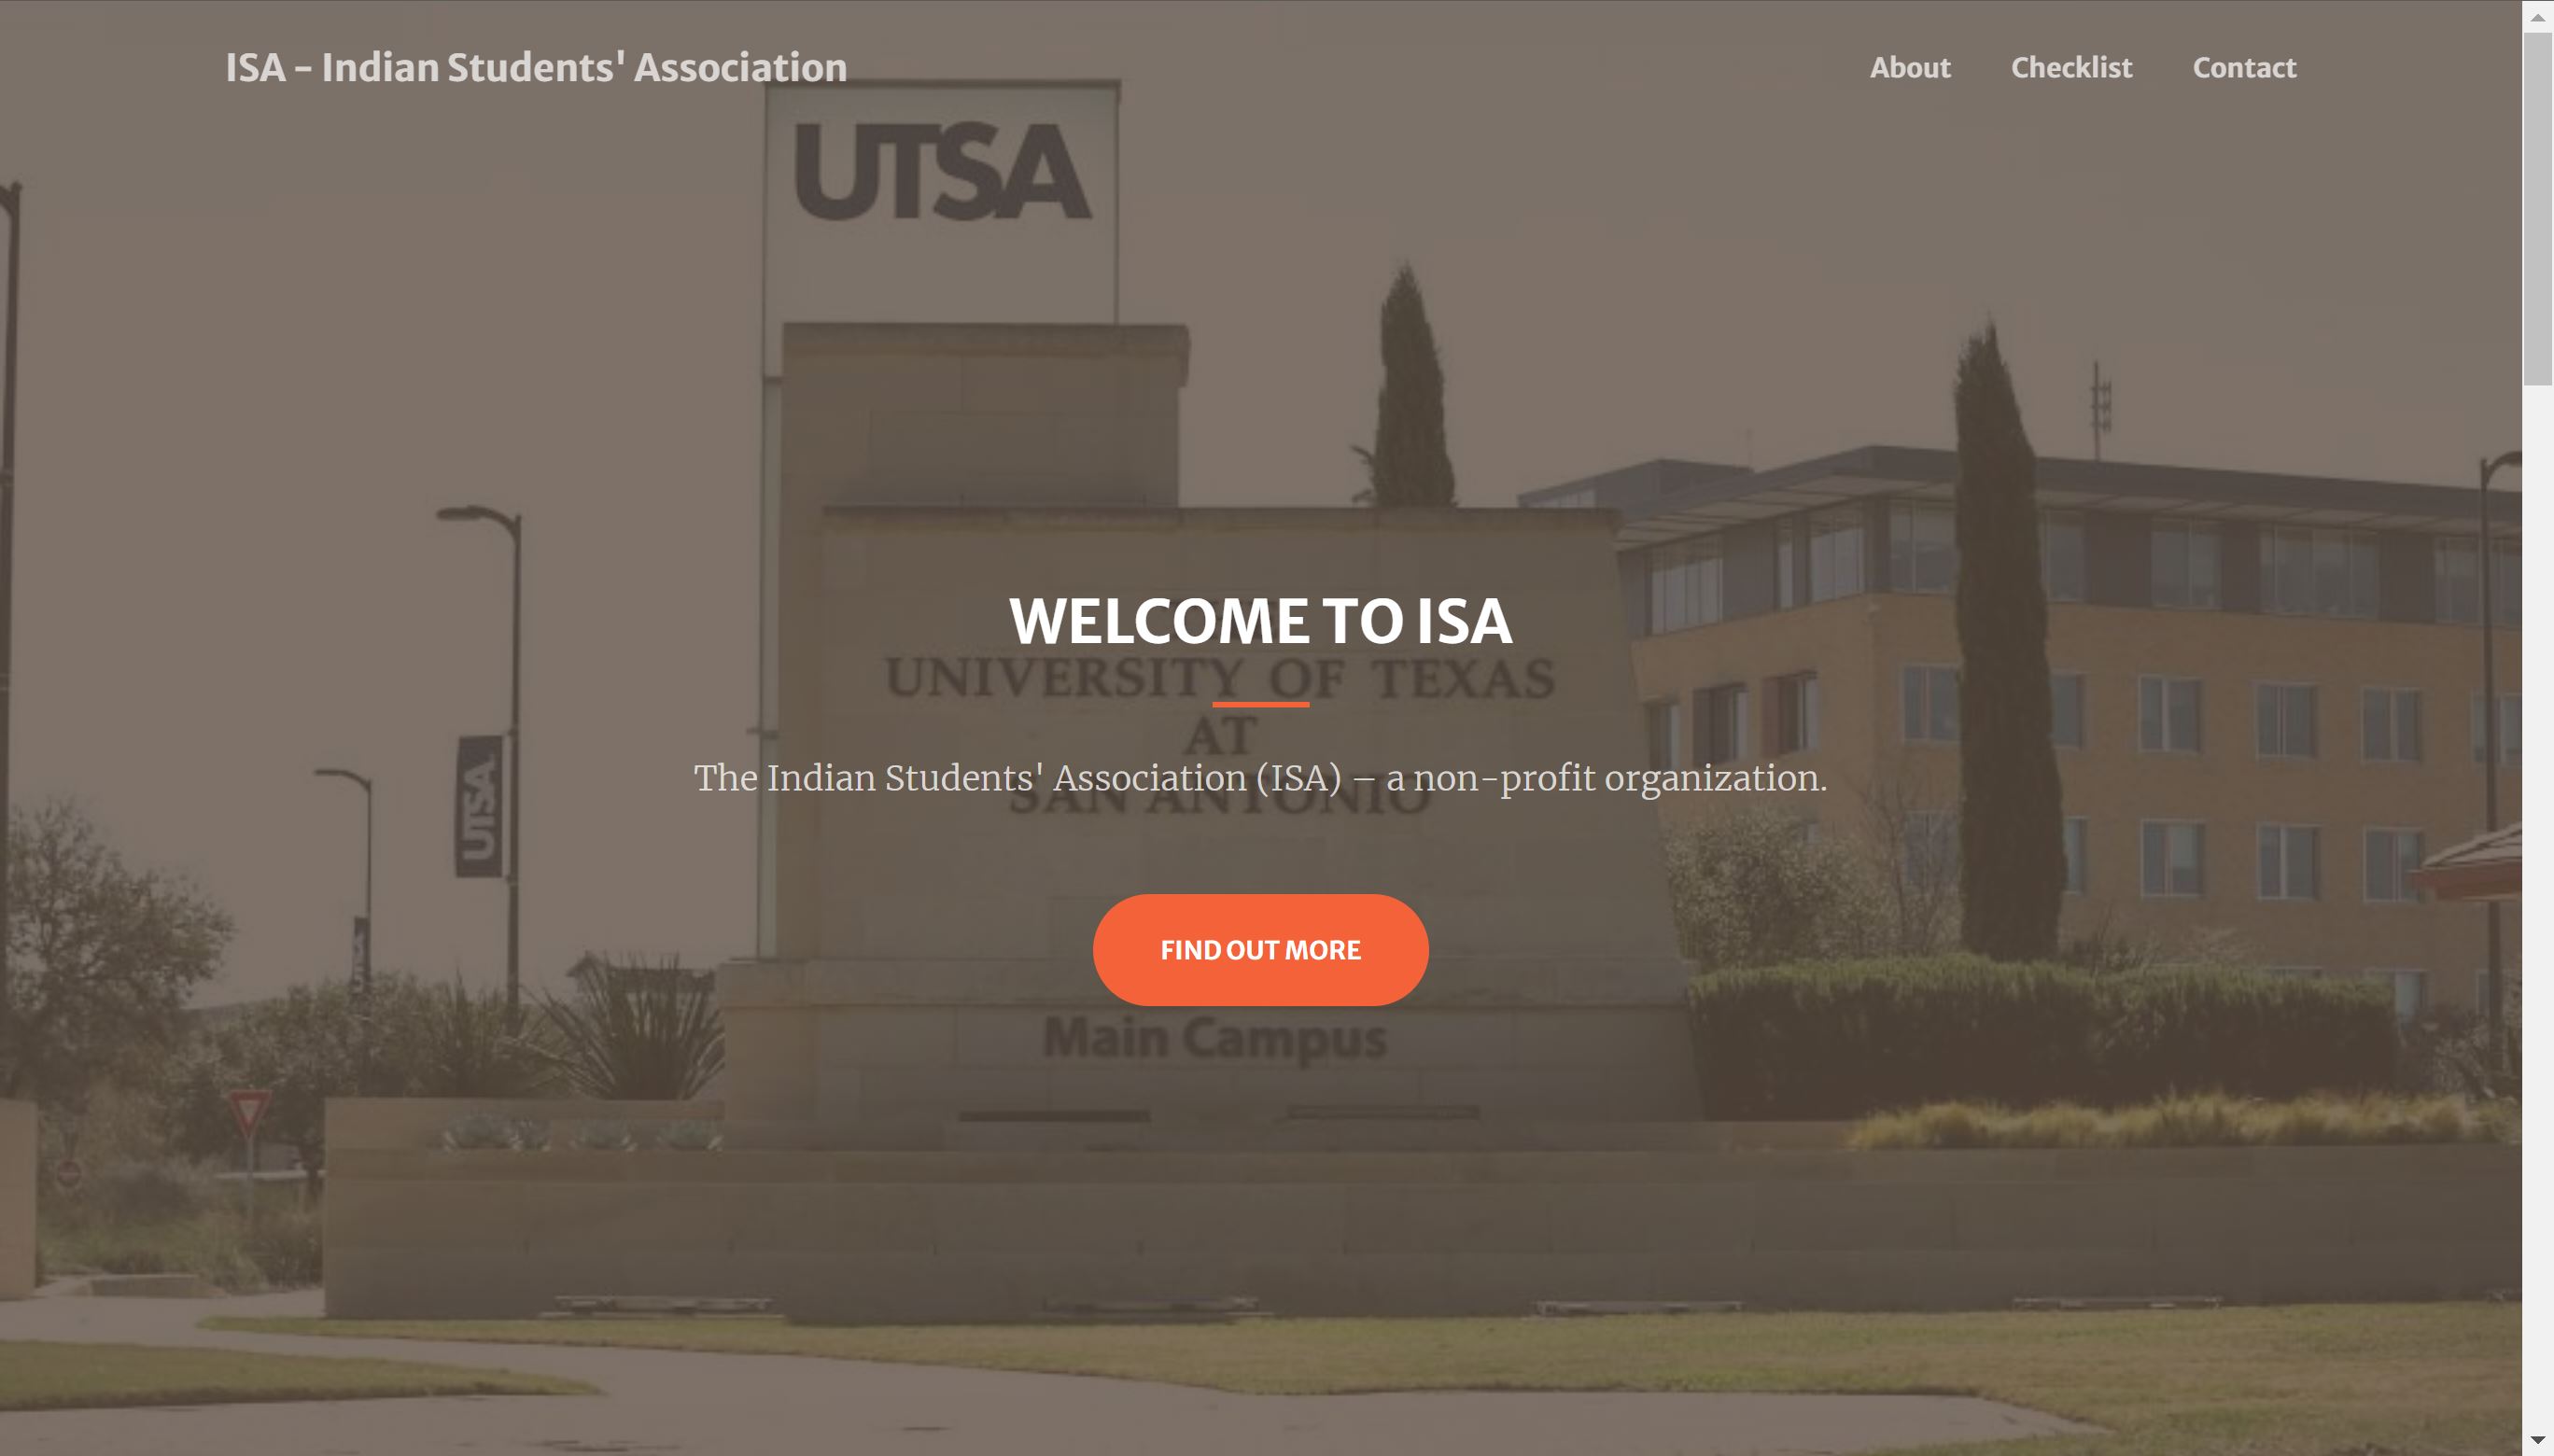 ISA - Indian Students' Association
About Checklist Contact
UTSA
WELCOME TO ISA
UNIVERSITY OF TEXAS
AT
SAN ANTONIO
The Indian Students' Association (ISA) – a non-profit organization.
UTSA
UTSA
FIND OUT MORE
Main Campus